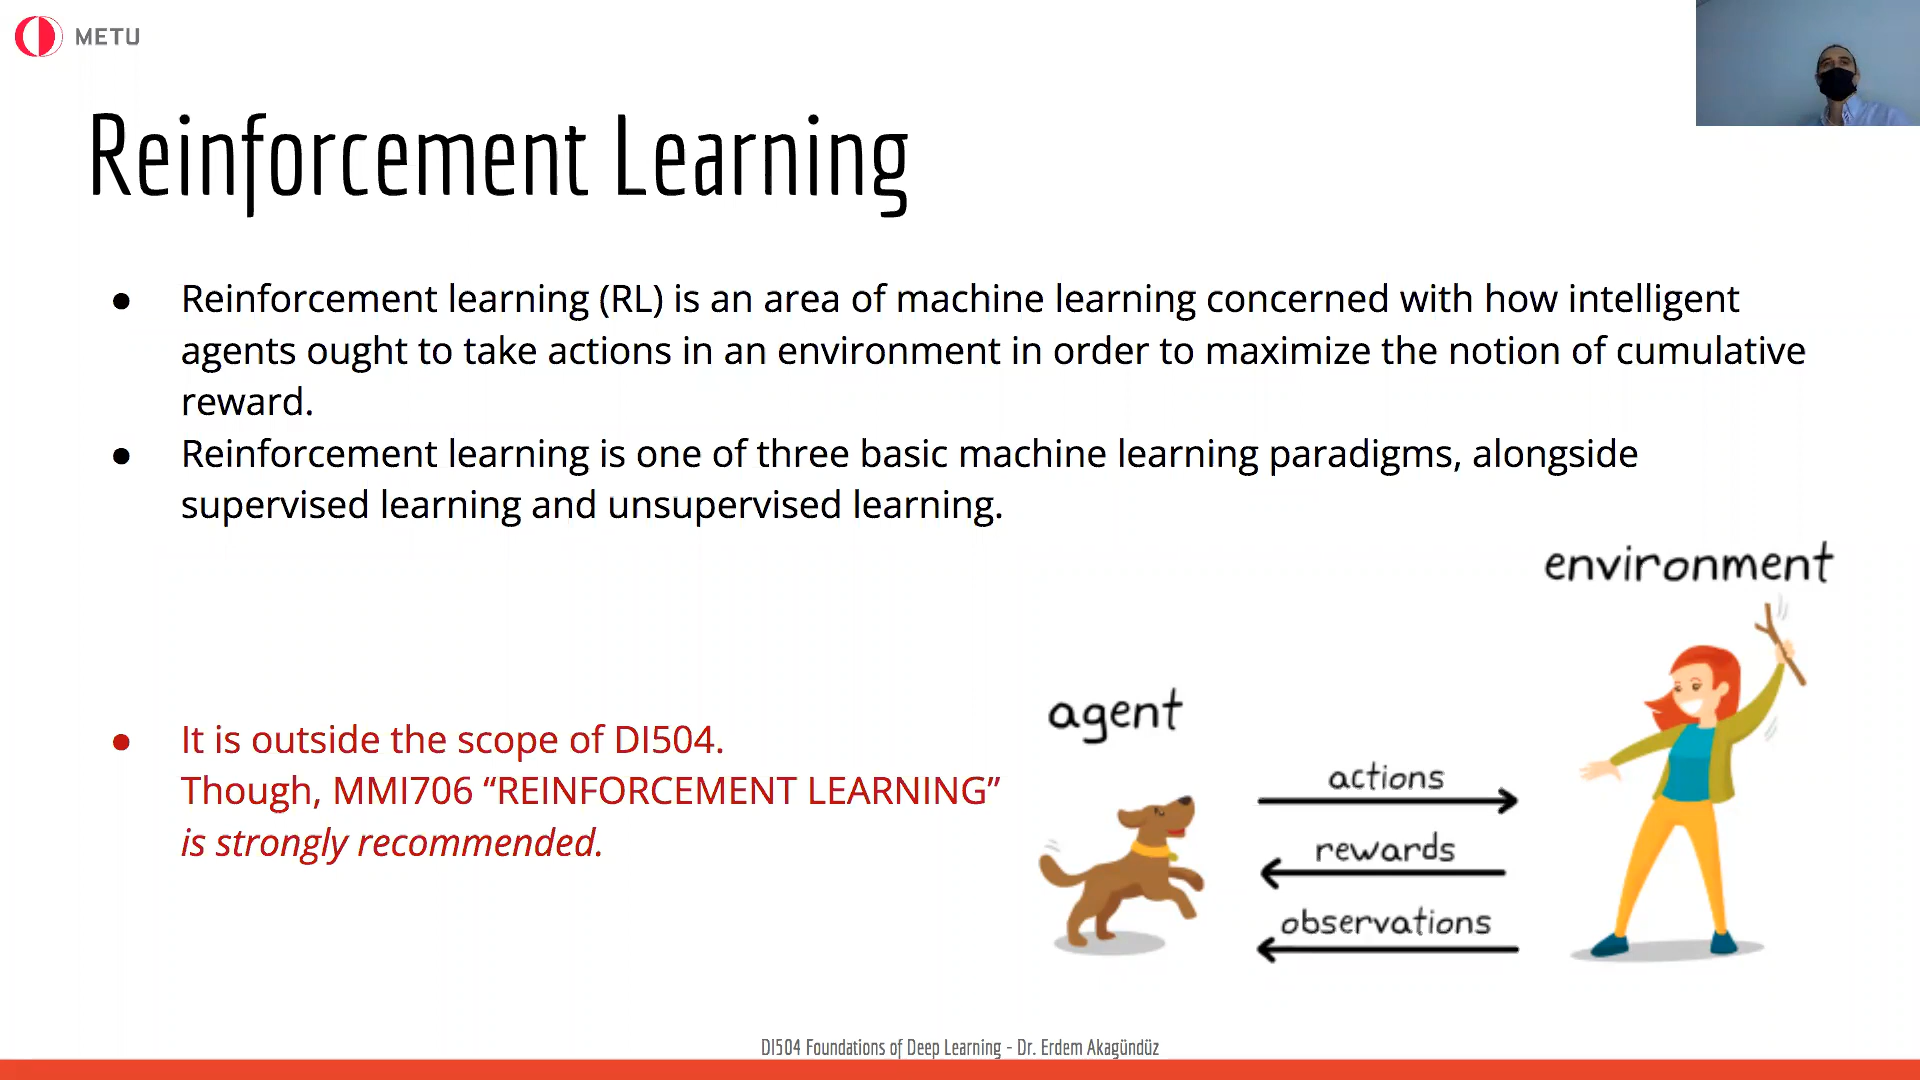 METU
Reinforcement Learning
● Reinforcement learning (RL) is an area of machine learning concerned with how intelligent
agents ought to take actions in an environment in order to maximize the notion of cumulative
reward.
● Reinforcement learning is one of three basic machine learning paradigms, alongside
supervised learning and unsupervised learning.
● It is outside the scope of DI504.
Though, MMI706 “REINFORCEMENT LEARNING”
is strongly recommended.
environment
agent
actions
rewards
observations
DI504 Foundations of Deep Learning - Dr. Erdem Akagündüz